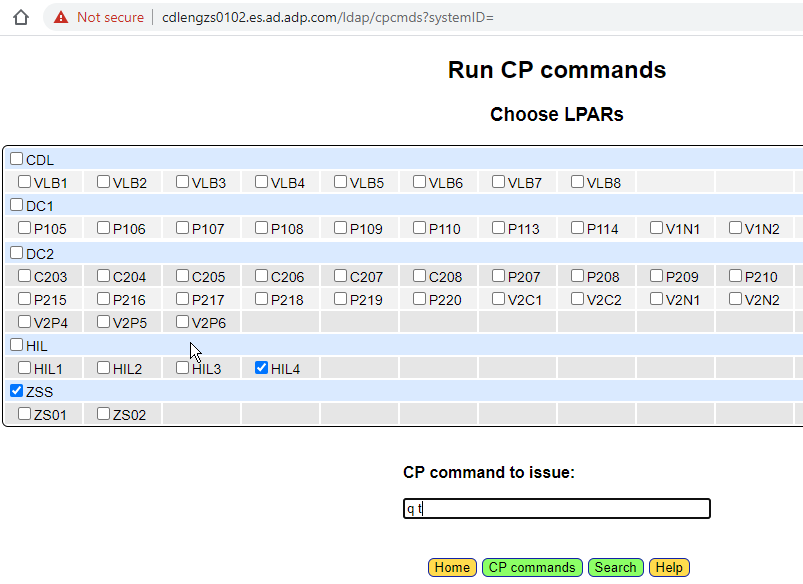 Not secure cdlengzs0102.es.ad.adp.com/ldap/cpcmds?systemID=
Run CP commands
Choose LPARs
CDL
VLB1 VLB2 VLB3 VLB4 VLB5 VLB6 VLB7 VLB8
DC1
P105 P106 P107 P108 P109 P110 P113 P114 V1N1 V1N2
DC2
C203 C204 C205 C206 C207 C208 P207 P208 P209 P210
P215 P216 P217 P218 P219 P220 V2C1 V2C2 V2N1 V2N2
V2P4 V2P5 V2P6
HIL
HIL1 HIL2 HIL3 HIL4
ZSS
ZS01 ZS02
CP command to issue:
q t
Home CP commands Search Help